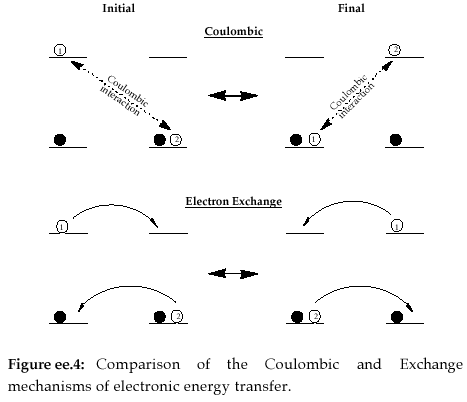 Initial Final
Coulombic
1 2
Coulombic
interaction
Coulombic
interaction
2 1
Electron Exchange
1 1
2 2
Figure ee.4: Comparison of the Coulombic and Exchange
mechanisms of electronic energy transfer.